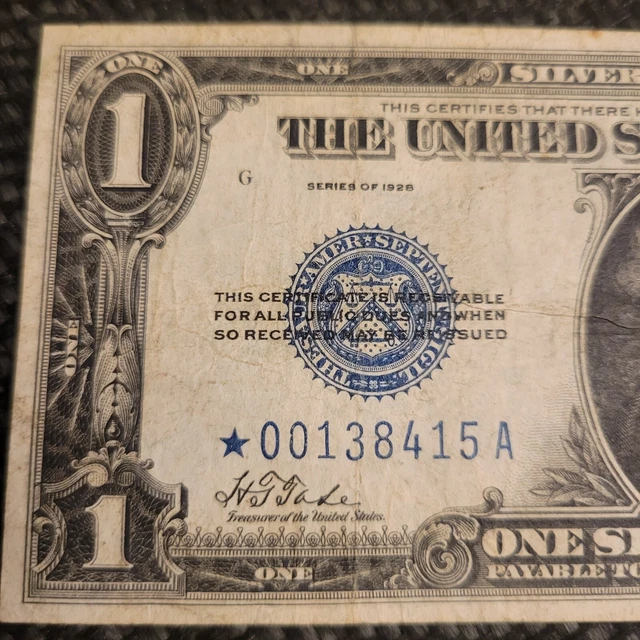 ONE
ONE
SILVER
1
THIS CERTIFIES THAT THERE
THE UNITED S
G
SERIES OF 1928
THIS CERTIFICATE IS RECEIVABLE
FOR ALL PUBLIC DUES AND WHEN
SO RECEIVED MAY BE REISSUED
ONE
★00138415A
H T Tate
Treasurer of the United States.
1
ONE
ONE S
PAYABLE TO